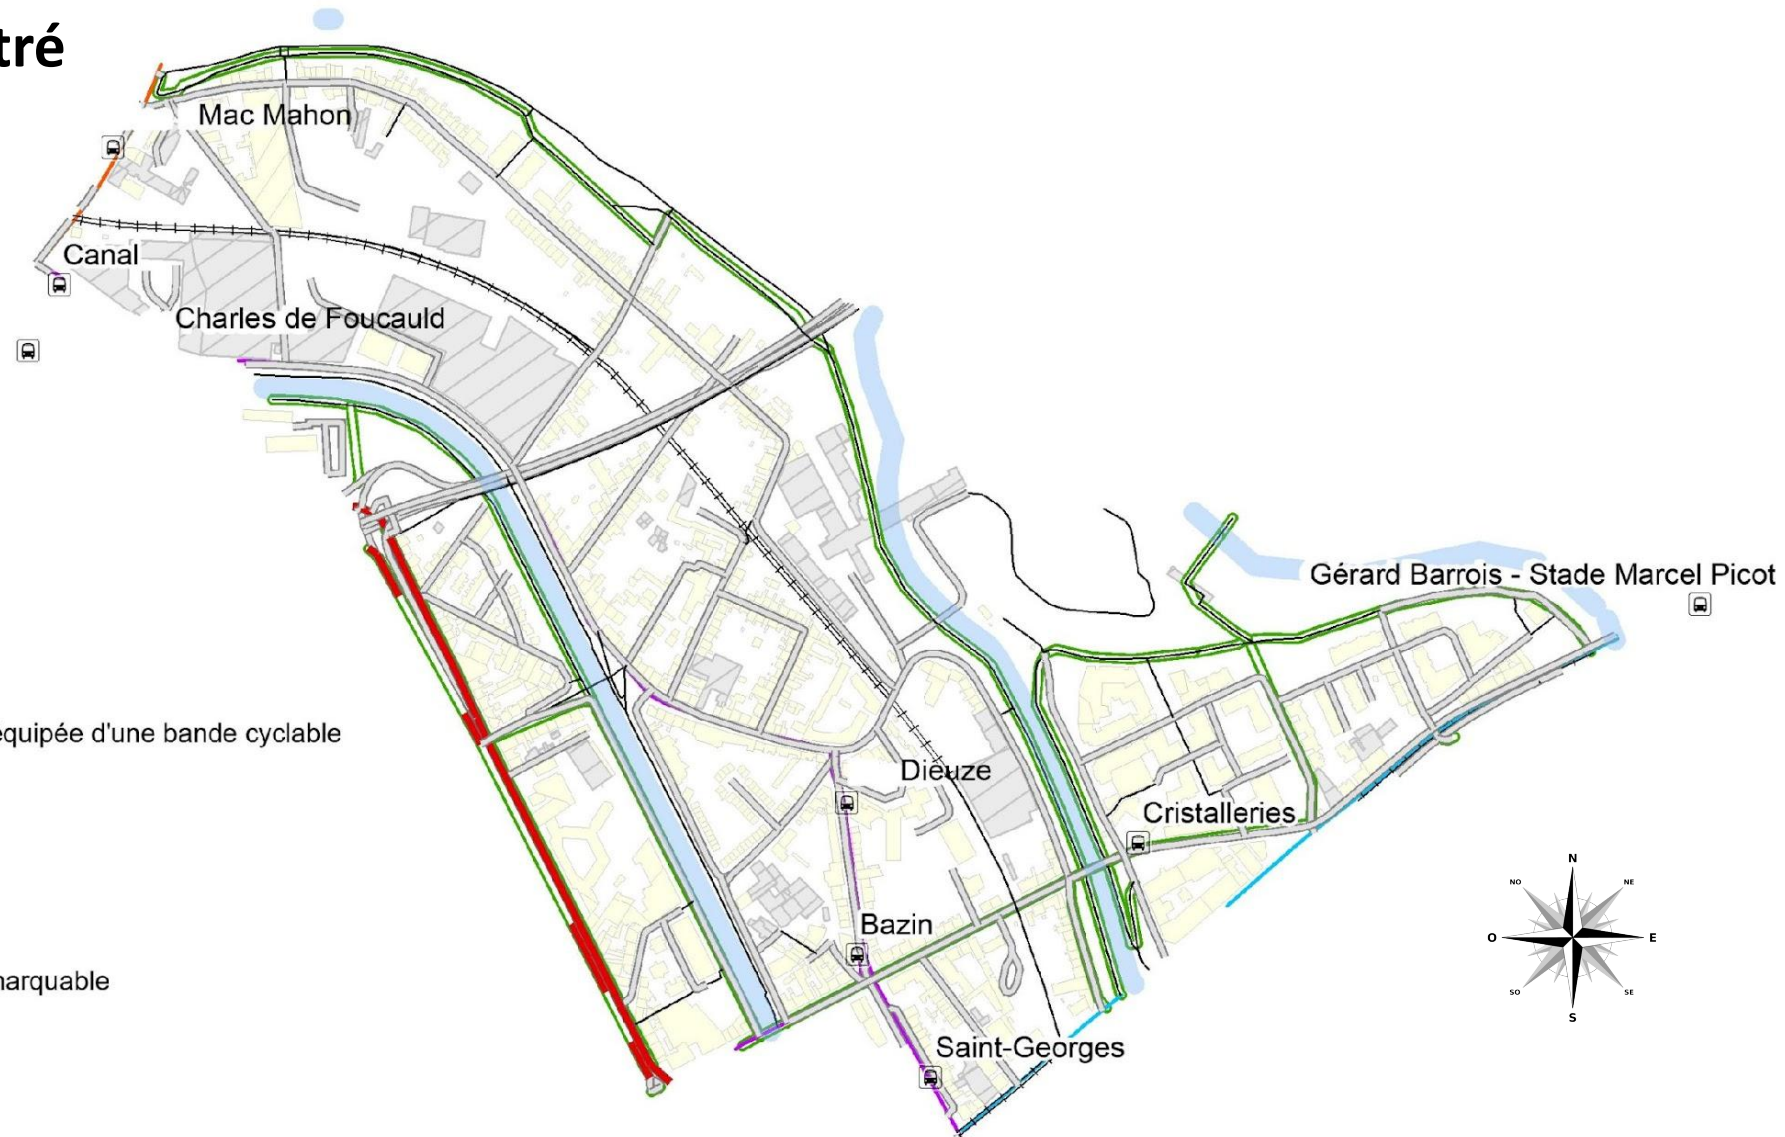 tré
Mac Mahon
Canal
Charles de Foucauld
Gérard Barrois - Stade Marcel Picot
équipée d'une bande cyclable
Dieuze
Cristalleries
N
NO
NE
Bazin
O
E
arquable
SO
SE
S
Saint-Georges